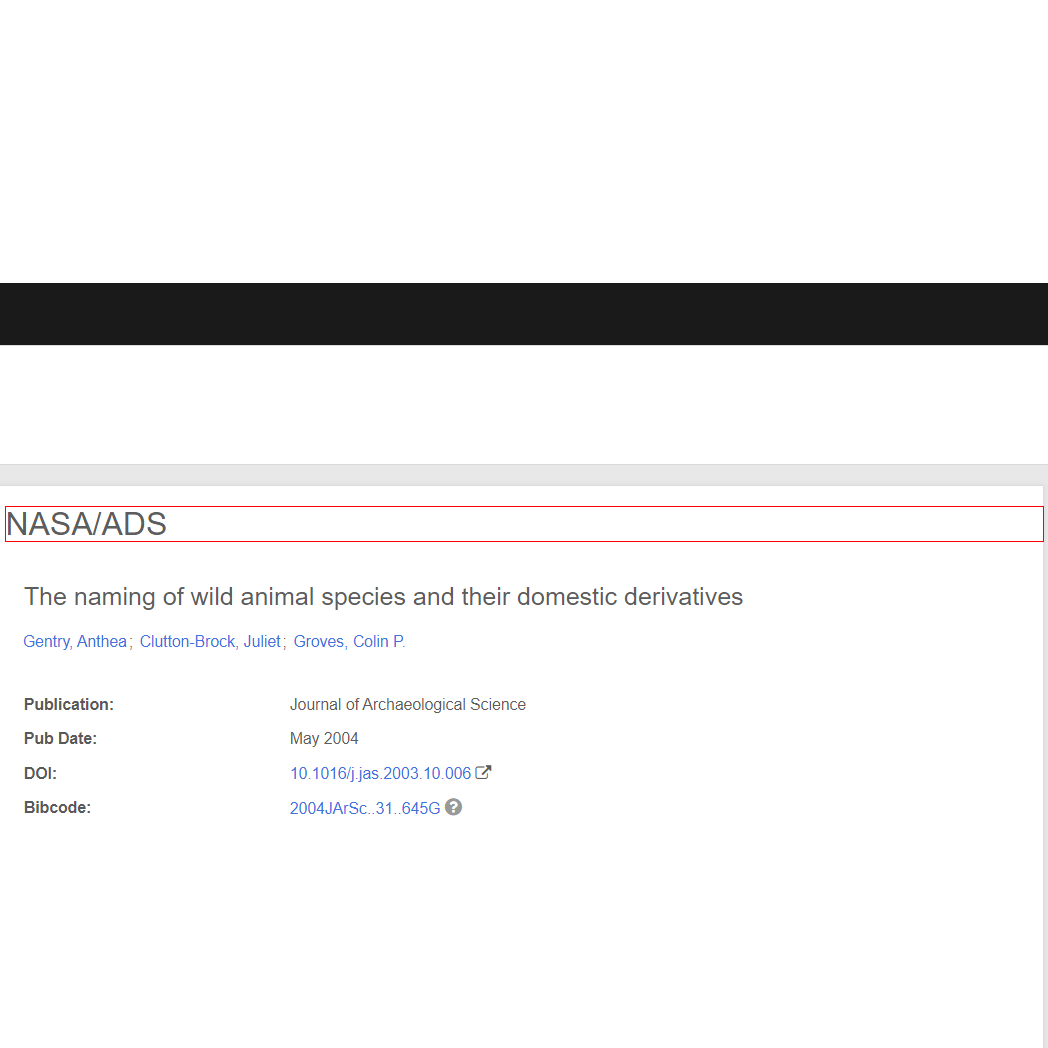 NASA/ADS
The naming of wild animal species and their domestic derivatives
Gentry, Anthea; Clutton-Brock, Juliet; Groves, Colin P.
Publication: Journal of Archaeological Science
Pub Date: May 2004
DOI: 10.1016/j.jas.2003.10.006
Bibcode: 2004JArSc..31..645G ?